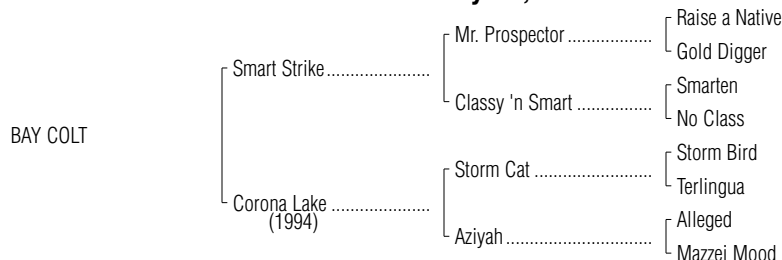 Raise a Native
Mr. Prospector
Gold Digger
Smart Strike
Smarten
Classy 'n Smart
No Class
BAY COLT
Storm Bird
Storm Cat
Terlingua
Corona Lake
(1994)
Alleged
Aziyah
Mazzei Mood